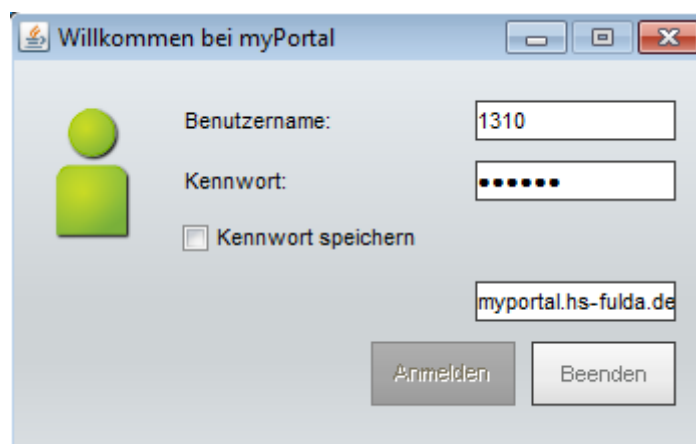 Willkommen bei myPortal
Benutzername: 1310
Kennwort: ●●●●●●
Kennwort speichern
myportal.hs-fulda.de
Anmelden Beenden